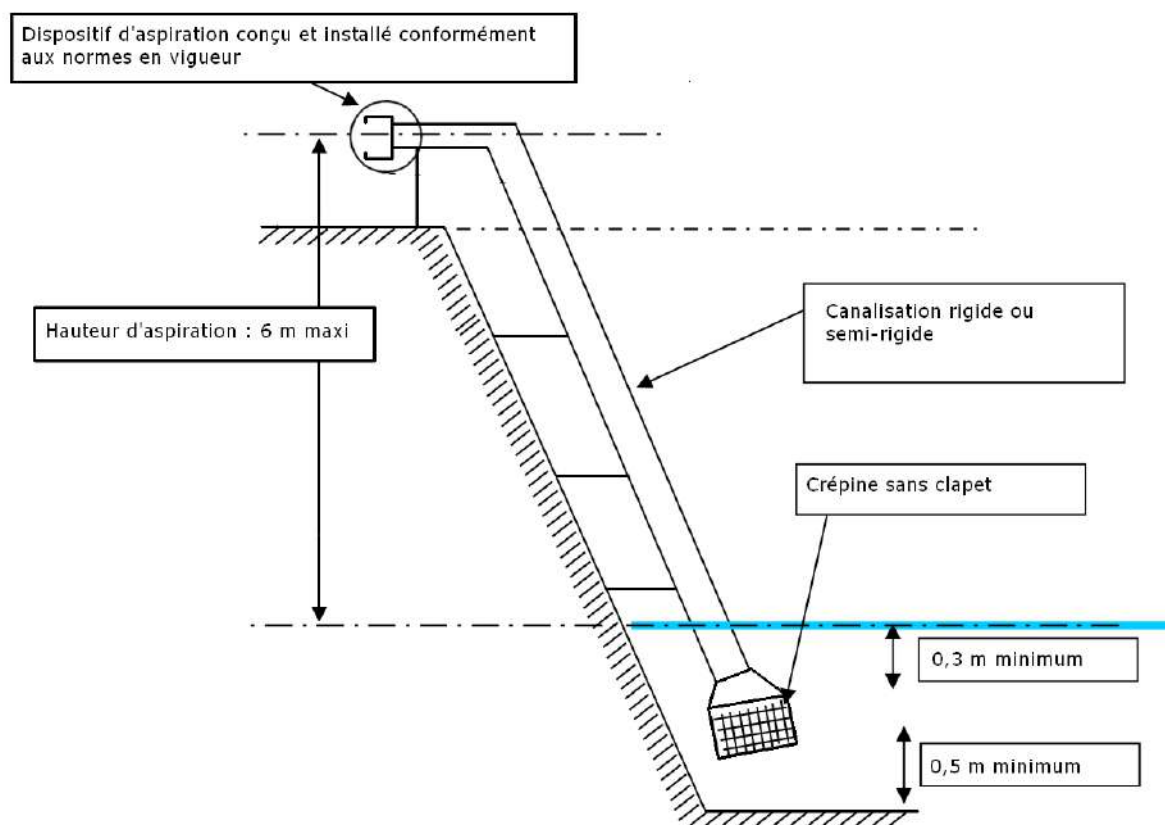 Dispositif d'aspiration conçu et installé conformément
aux normes en vigueur
Hauteur d'aspiration : 6 m maxi
Canalisation rigide ou
semi-rigide
Crépine sans clapet
0,3 m minimum
0,5 m minimum